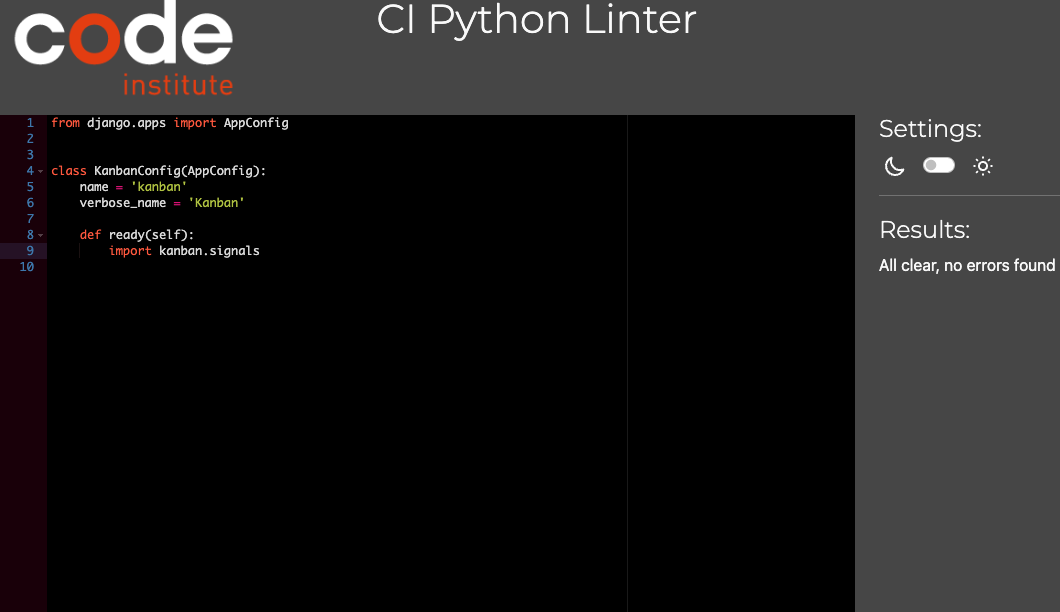 code
institute
CI Python Linter
1 from django.apps import AppConfig
2
3
4 class KanbanConfig(AppConfig):
5     name = 'kanban'
6     verbose_name = 'Kanban'
7
8     def ready(self):
9         import kanban.signals
10
Settings:
Results:
All clear, no errors found